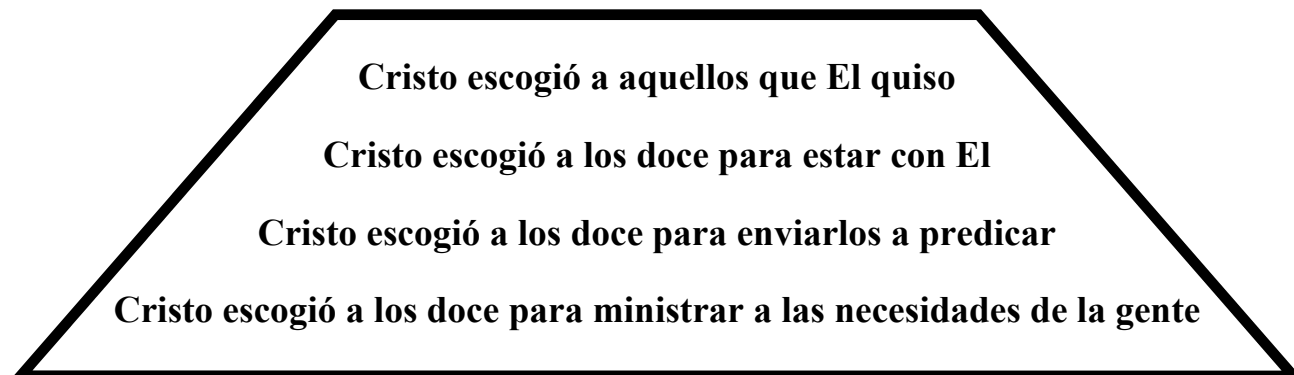 Cristo escogió a aquellos que El quiso
Cristo escogió a los doce para estar con El
Cristo escogió a los doce para enviarlos a predicar
Cristo escogió a los doce para ministrar a las necesidades de la gente